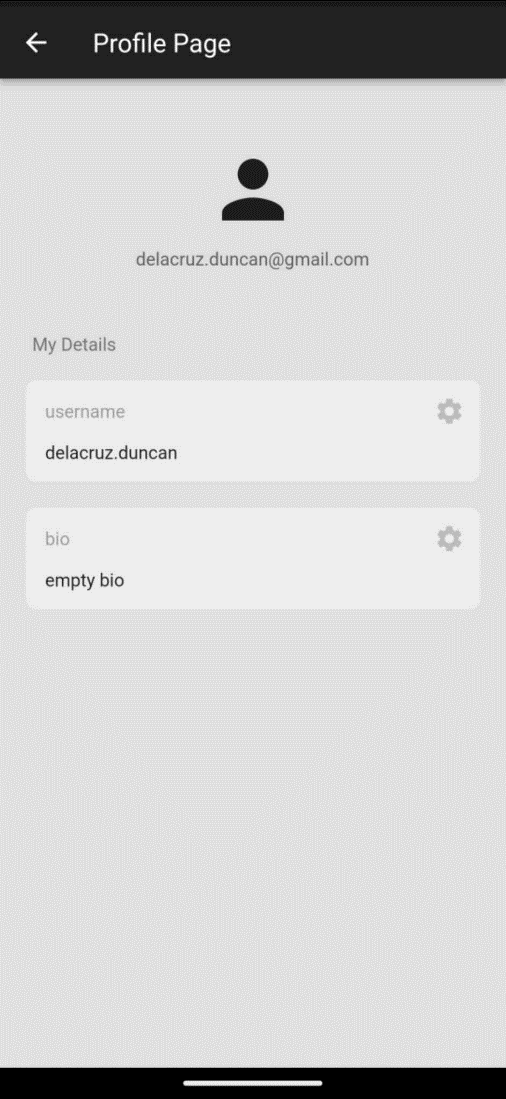 Profile Page
delacruz.duncan@gmail.com
My Details
username
delacruz.duncan
bio
empty bio